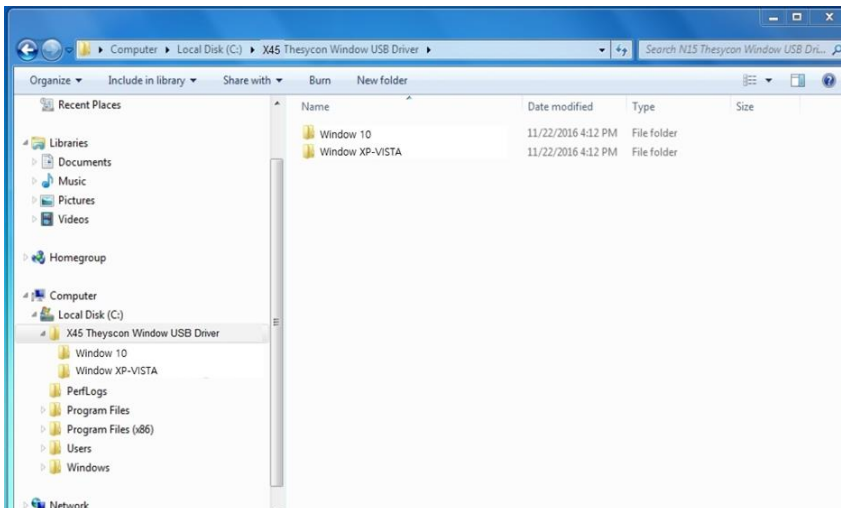 Computer ▸ Local Disk (C:) ▸ X45 Thesycon Window USB Driver ▸ Search N15 Thesycon Window USB Dri...
Organize Include in library Share with Burn New folder
Recent Places
Libraries
Documents
Music
Pictures
Videos
Homegroup
Computer
Local Disk (C:)
X45 Theyscon Window USB Driver
Window 10
Window XP-VISTA
PerfLogs
Program Files
Program Files (x86)
Users
Windows
Network
Name Date modified Type Size
Window 10 11/22/2016 4:12 PM File folder
Window XP-VISTA 11/22/2016 4:12 PM File folder